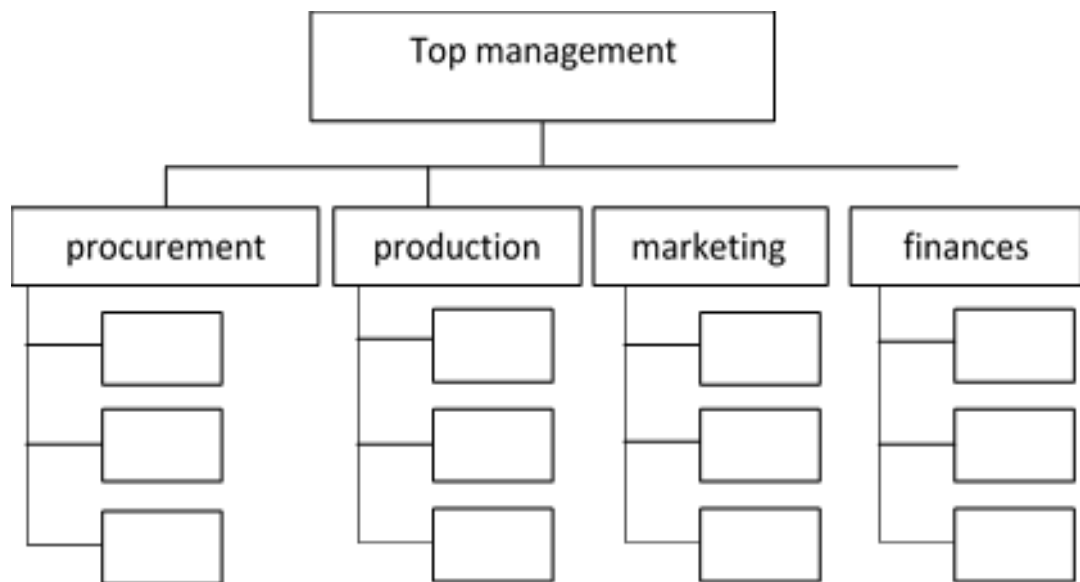 Top management
procurement
production
marketing
finances